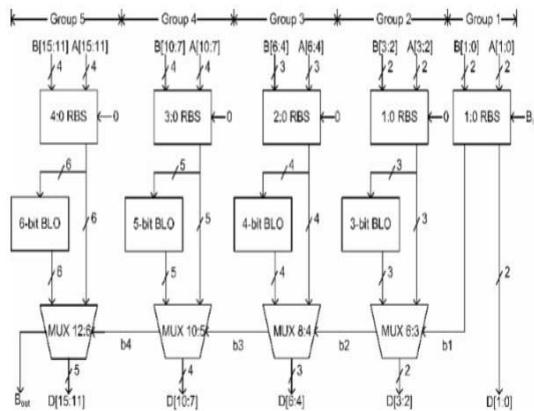 Group 5 Group 4 Group 3 Group 2 Group 1
B[15:11] A[15:11] B[10:7] A[10:7] B[6:4] A[6:4] B[3:2] A[3:2] B[1:0] A[1:0]
4 4 4 4 3 3 2 2 2 2
4:0 RBS 0 3:0 RBS 0 2:0 RBS 0 1:0 RBS 0 1:0 RBS B
6 5 4 3
6-bit BLO 6 5-bit BLO 5 4-bit BLO 4 3-bit BLO 3
6 5 4 3 2
MUX 12:6 b4 MUX 10:5 b3 MUX 8:4 b2 MUX 6:3 b1
5 4 3 2
Bout D[15:11] D[10:7] D[6:4] D[3:2] D[1:0]